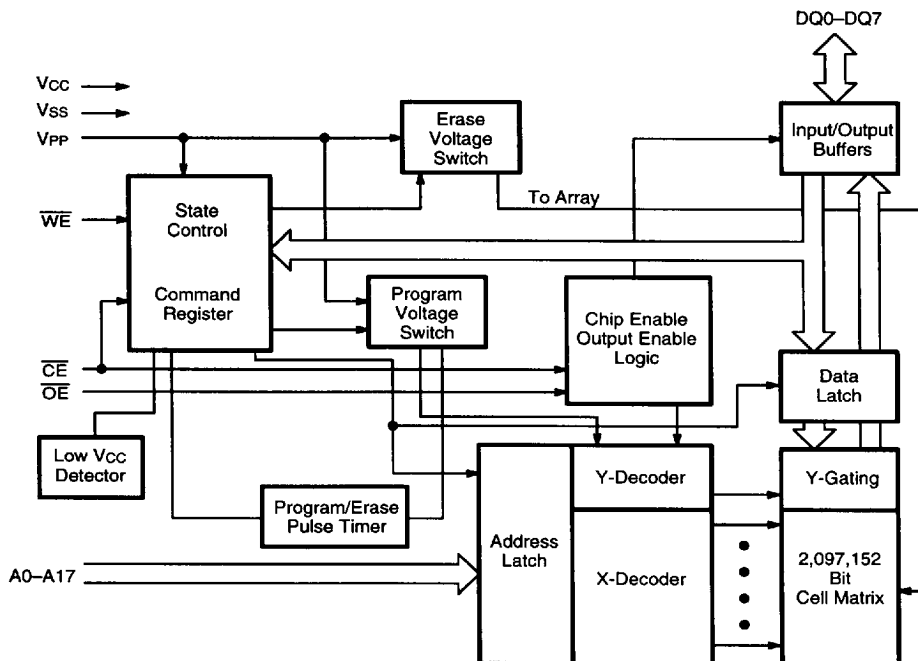 DQ0–DQ7
VCC
VSS
VPP
Erase
Voltage
Switch
Input/Output
Buffers
To Array
WE
State
Control
Command
Register
Program
Voltage
Switch
Chip Enable
Output Enable
Logic
CE
OE
Data
Latch
Low VCC
Detector
Program/Erase
Pulse Timer
Address
Latch
Y-Decoder
X-Decoder
Y-Gating
2,097,152
Bit
Cell Matrix
A0–A17